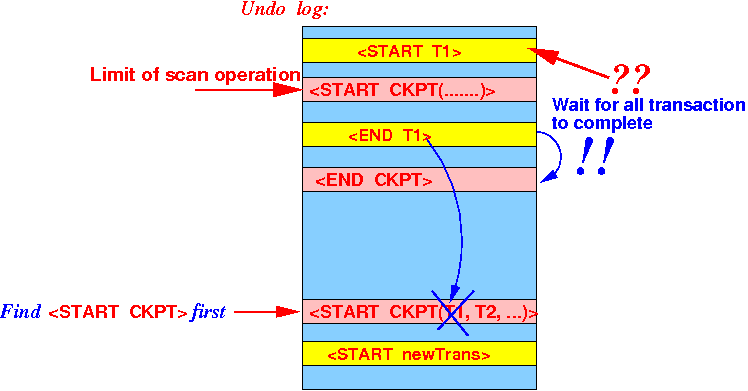 Undo log:
<START T1>
Limit of scan operation
<START CKPT(.......)>
??
Wait for all transaction
to complete
<END T1>
!!
<END CKPT>
Find <START CKPT> first
<START CKPT(T1, T2, ...)>
<START newTrans>